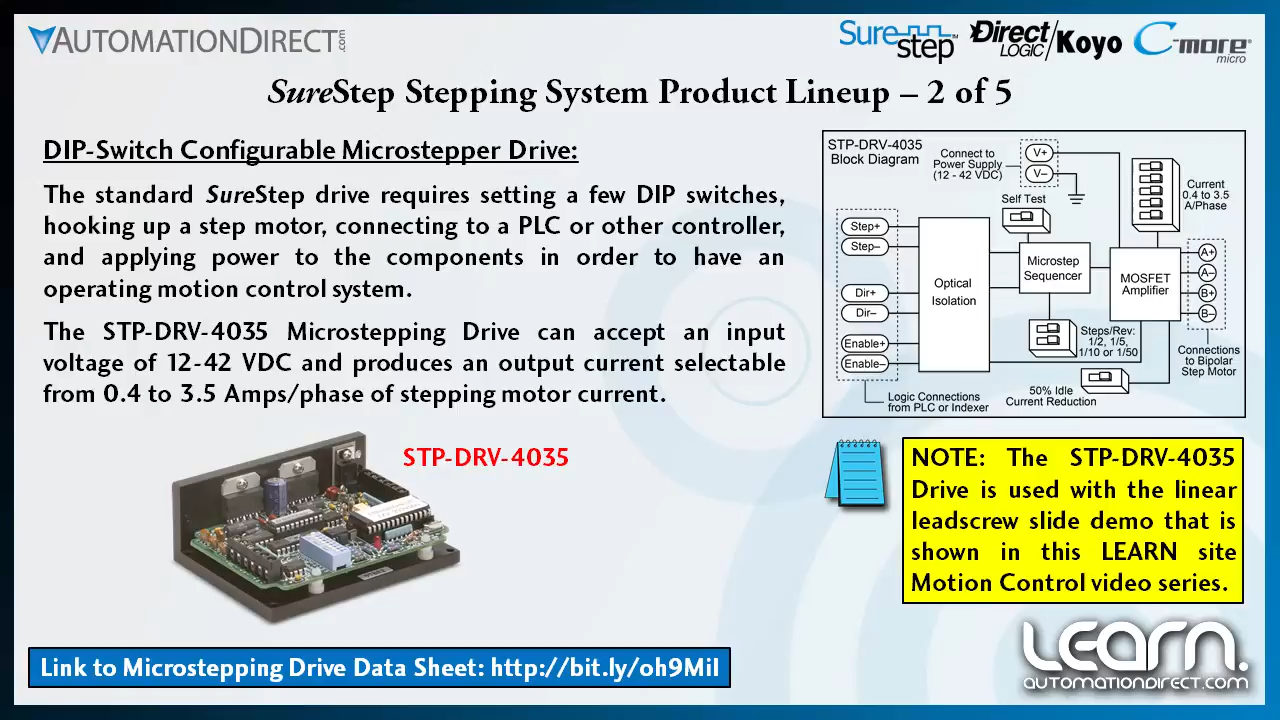 AUTOMATIONDIRECT.com
Sure step™ Direct LOGIC/Koyo C-more micro
SureStep Stepping System Product Lineup – 2 of 5
DIP-Switch Configurable Microstepper Drive:
The standard SureStep drive requires setting a few DIP switches,
hooking up a step motor, connecting to a PLC or other controller,
and applying power to the components in order to have an
operating motion control system.
The STP-DRV-4035 Microstepping Drive can accept an input
voltage of 12-42 VDC and produces an output current selectable
from 0.4 to 3.5 Amps/phase of stepping motor current.
STP-DRV-4035
STP-DRV-4035
Block Diagram
Connect to
Power Supply
(12 - 42 VDC)
V+
V–
Self Test
Current
0.4 to 3.5
A/Phase
Step+
Step–
Dir+
Dir–
Enable+
Enable–
Optical
Isolation
Microstep
Sequencer
MOSFET
Amplifier
A+
A–
B+
B–
Steps/Rev:
1/2, 1/5,
1/10 or 1/50
Connections
to Bipolar
Step Motor
50% Idle
Current Reduction
Logic Connections
from PLC or Indexer
NOTE: The STP-DRV-4035
Drive is used with the linear
leadscrew slide demo that is
shown in this LEARN site
Motion Control video series.
Link to Microstepping Drive Data Sheet: http://bit.ly/oh9MiI
LEARN.
AUTOMATIONDIRECT.COM